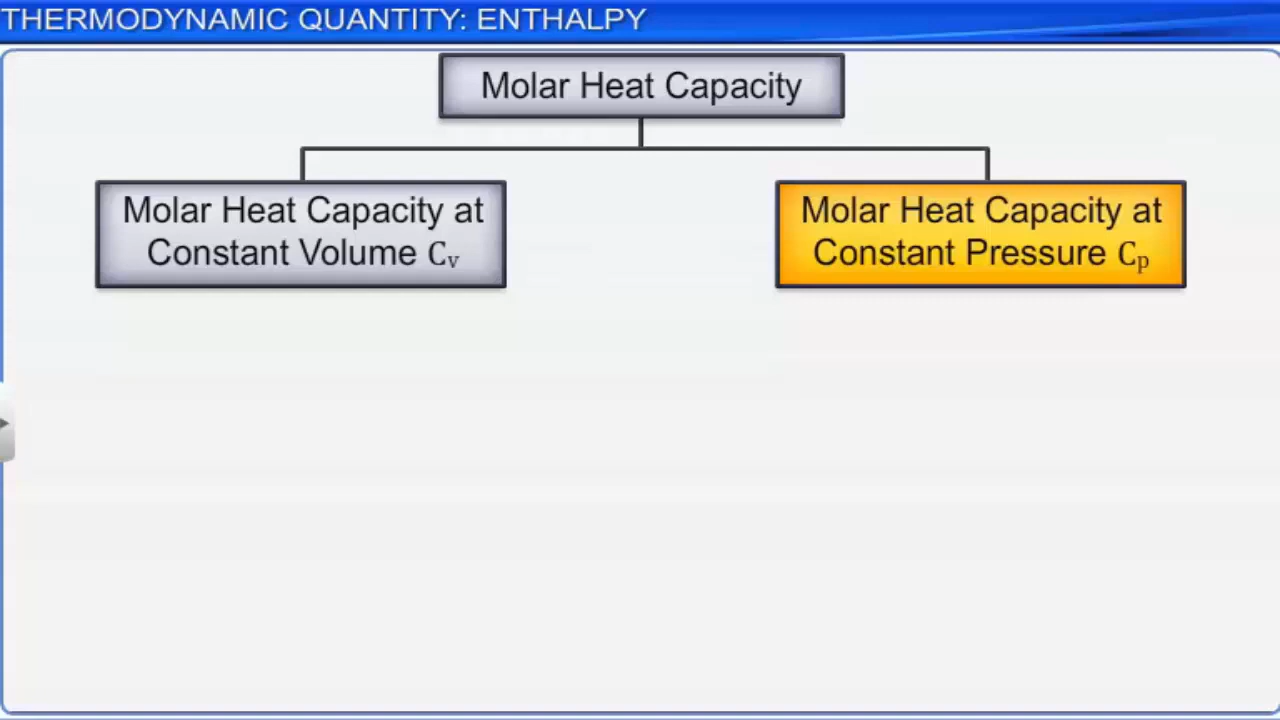 THERMODYNAMIC QUANTITY: ENTHALPY
Molar Heat Capacity
Molar Heat Capacity at
Constant Volume Cᵥ
Molar Heat Capacity at
Constant Pressure Cₚ